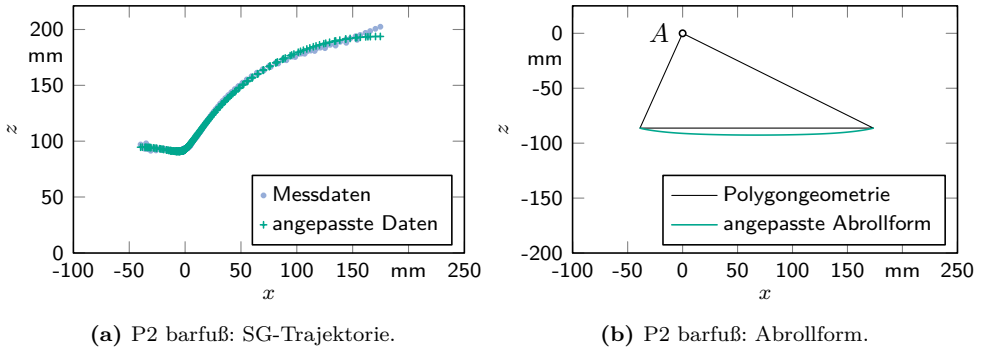 200
mm
150
100
50
0
z
Messdaten
angepasste Daten
-100 -50 0 50 100 150 mm 250
x
(a) P2 barfuß: SG-Trajektorie.
0
mm
-50
-100
-150
-200
z
A
Polygongeometrie
angepasste Abrollform
-100 -50 0 50 100 150 mm 250
x
(b) P2 barfuß: Abrollform.